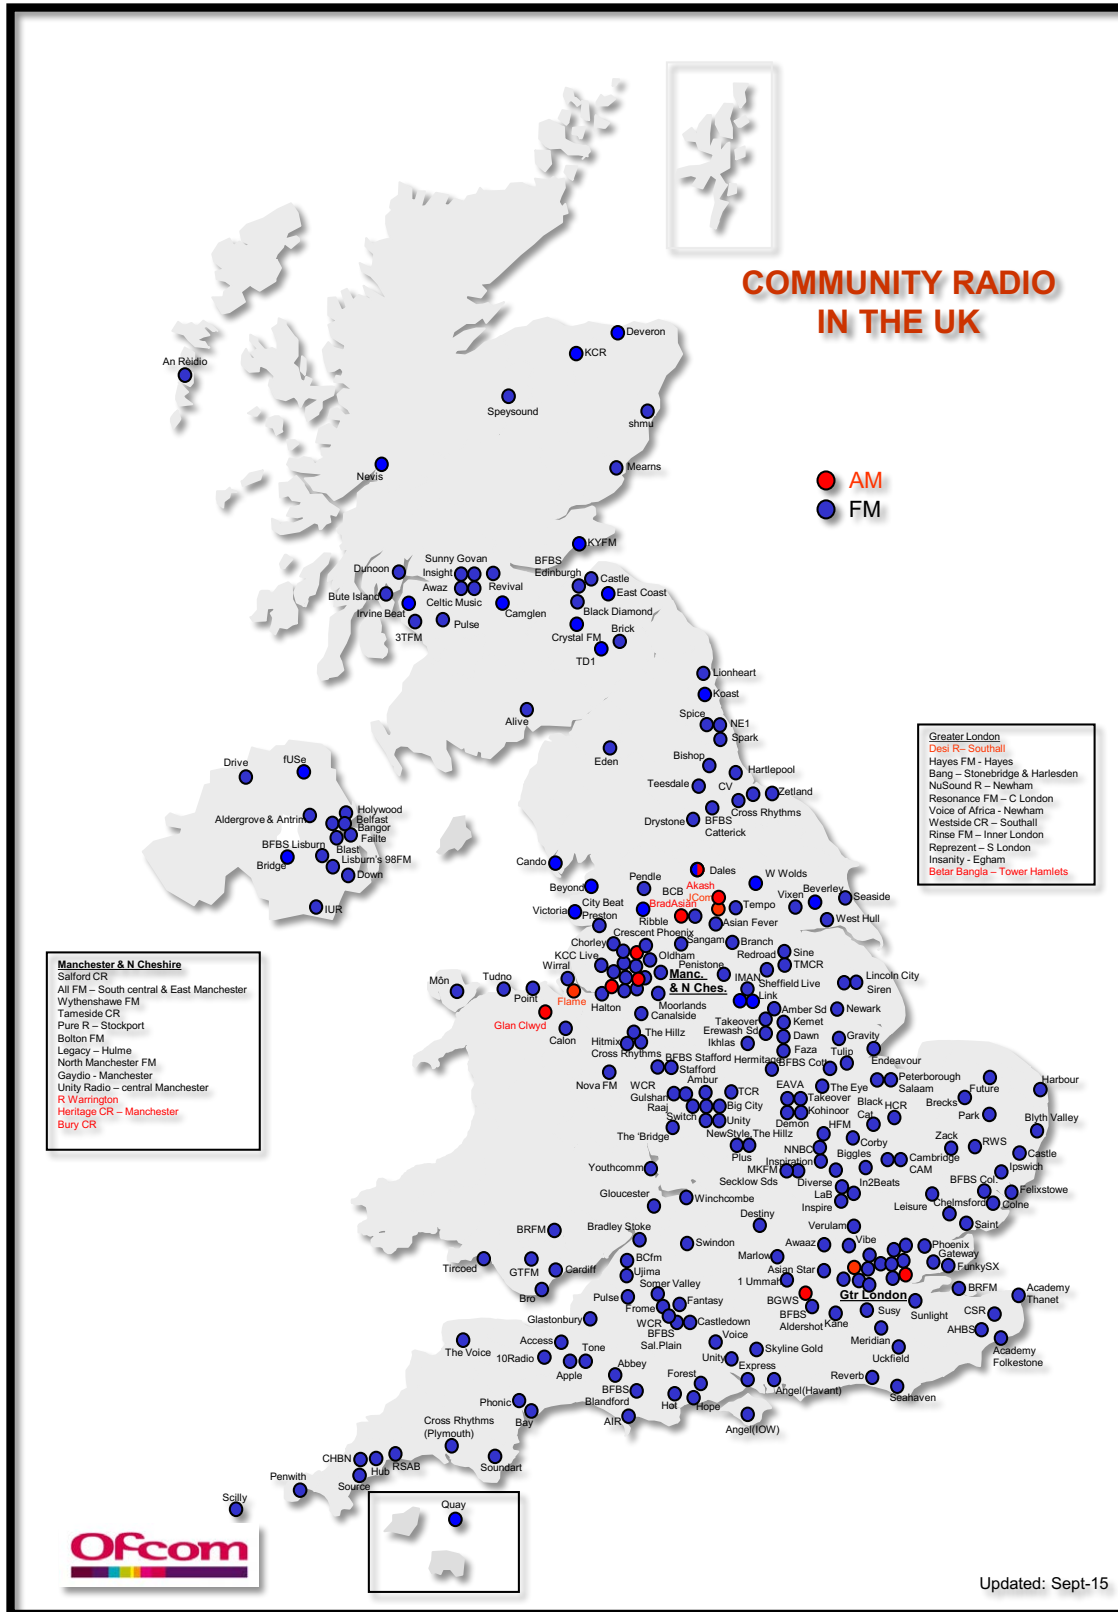 COMMUNITY RADIO
IN THE UK
Deveron
KCR
An Rèidio
Speysound
shmu
Mearns
Nevis
AM
FM
KYFM
Sunny Govan
BFBS
Edinburgh
Dunoon
Insight
Castle
Awaz
Revival
East Coast
Bute Island
Celtic Music
Camglen
Black Diamond
Irvine Beat
3TFM
Pulse
Crystal FM
Brick
TD1
Lionheart
Koast
Alive
Spice
NE1
Spark
Eden
Bishop
Hartlepool
Drive
fUSe
Teesdale
CV
Zetland
Cross Rhythms
Drystone
BFBS
Catterick
Holywood
Aldergrove & Antrim
Belfast
Bangor
Failte
BFBS Lisburn
Blast
Bridge
Lisburn's 98FM
Down
IUR
Greater London
Desi R– Southall
Hayes FM - Hayes
Bang – Stonebridge & Harlesden
NuSound R – Newham
Resonance FM – C London
Voice of Africa - Newham
Westside CR – Southall
Rinse FM – Inner London
Reprezent – S London
Insanity - Egham
Betar Bangla – Tower Hamlets
Cando
Dales
Pendle
W Wolds
Beyond
BCB
Akash
JCom
Beverley
Seaside
City Beat
BradAsian
Tempo
Vixen
Victoria
Preston
Ribble
Asian Fever
West Hull
Crescent Phoenix
Chorley
Sangam
Branch
Sine
KCC Live
Oldham
Redroad
TMCR
Wirral
Manc.
& N Ches.
Penistone
IMAN
Sheffield Live
Lincoln City
Siren
Tudno
Môn
Point
Flame
Halton
Link
Moorlands
Canalside
Amber Sd
Newark
Glan Clwyd
Takeover
Kemet
Calon
The Hillz
Erewash Sd
Dawn
Gravity
Hitmix
Ikhlas
Faza
Tulip
Endeavour
Cross Rhythms
BFBS Stafford
Stafford
Hermitage
BFBS Cott
Nova FM
Peterborough
Salaam
Harbour
Manchester & N Cheshire
Salford CR
All FM – South central & East Manchester
Wythenshawe FM
Tameside CR
Pure R – Stockport
Bolton FM
Legacy – Hulme
North Manchester FM
Gaydio - Manchester
Unity Radio – central Manchester
R Warrington
Heritage CR – Manchester
Bury CR
WCR
Ambur
TCR
EAVA
The Eye
Future
Gulshan
Takeover
Brecks
Raaj
Big City
Kohinoor
Black
Cat
HCR
Park
Switch
Unity
Demon
Blyth Valley
The 'Bridge
NewStyle
The Hillz
HFM
Corby
Zack
RWS
Plus
NNBC
Castle
Inspiration
Biggles
Cambridge
CAM
Ipswich
Youthcomm
MKFM
Secklow Sds
Diverse
In2Beats
BFBS Col.
Felixstowe
Gloucester
Winchcombe
LaB
Leisure
Chelmsford
Colne
Inspire
Saint
Destiny
Verulam
BRFM
Bradley Stoke
Swindon
Awaaz
Vibe
Phoenix
Marlow
Gateway
Tircoed
GTFM
Cardiff
BCfm
Asian Star
FunkySX
Ujima
1 Ummah
Bro
Somer Valley
Gtr London
BRFM
Academy
Thanet
Pulse
Fantasy
BGWS
Sunlight
Frome
BFBS
Aldershot
Susy
CSR
Glastonbury
WCR
Castledown
Kane
AHBS
BFBS
Sal.Plain
Meridian
Academy
Folkestone
The Voice
Access
Voice
Skyline Gold
Uckfield
10Radio
Tone
Unity
Apple
Abbey
Express
Reverb
BFBS
Blandford
Forest
Angel(Havant)
Seahaven
Phonic
Hot
Hope
Bay
AIR
Angel(IOW)
Cross Rhythms
(Plymouth)
CHBN
Hub
RSAB
Soundart
Penwith
Source
Scilly
Quay
Ofcom
Updated: Sept-15